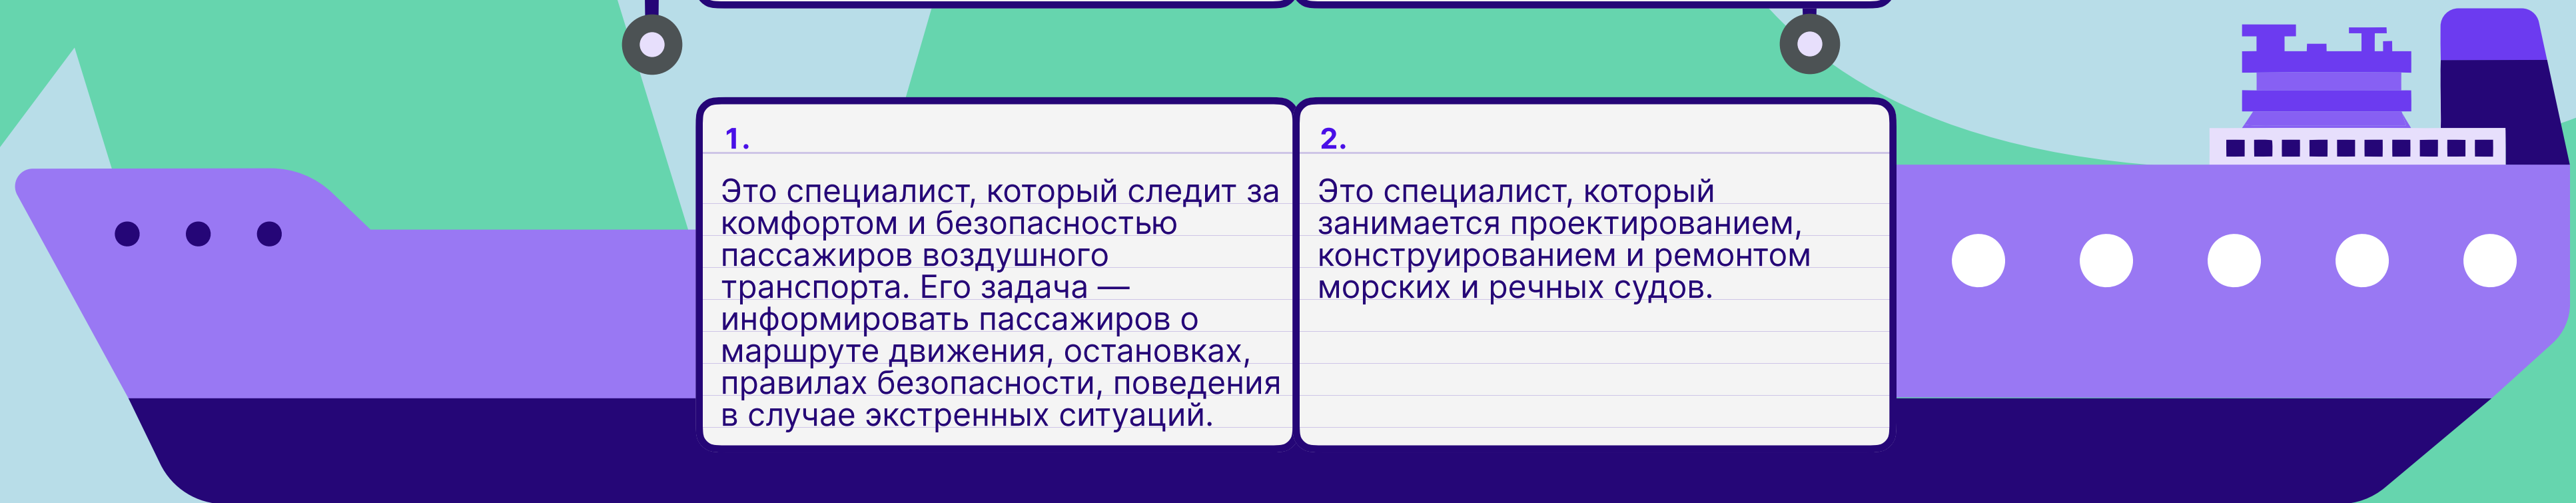 1.
Это специалист, который следит за
комфортом и безопасностью
пассажиров воздушного
транспорта. Его задача —
информировать пассажиров о
маршруте движения, остановках,
правилах безопасности, поведения
в случае экстренных ситуаций.
2.
Это специалист, который
занимается проектированием,
конструированием и ремонтом
морских и речных судов.